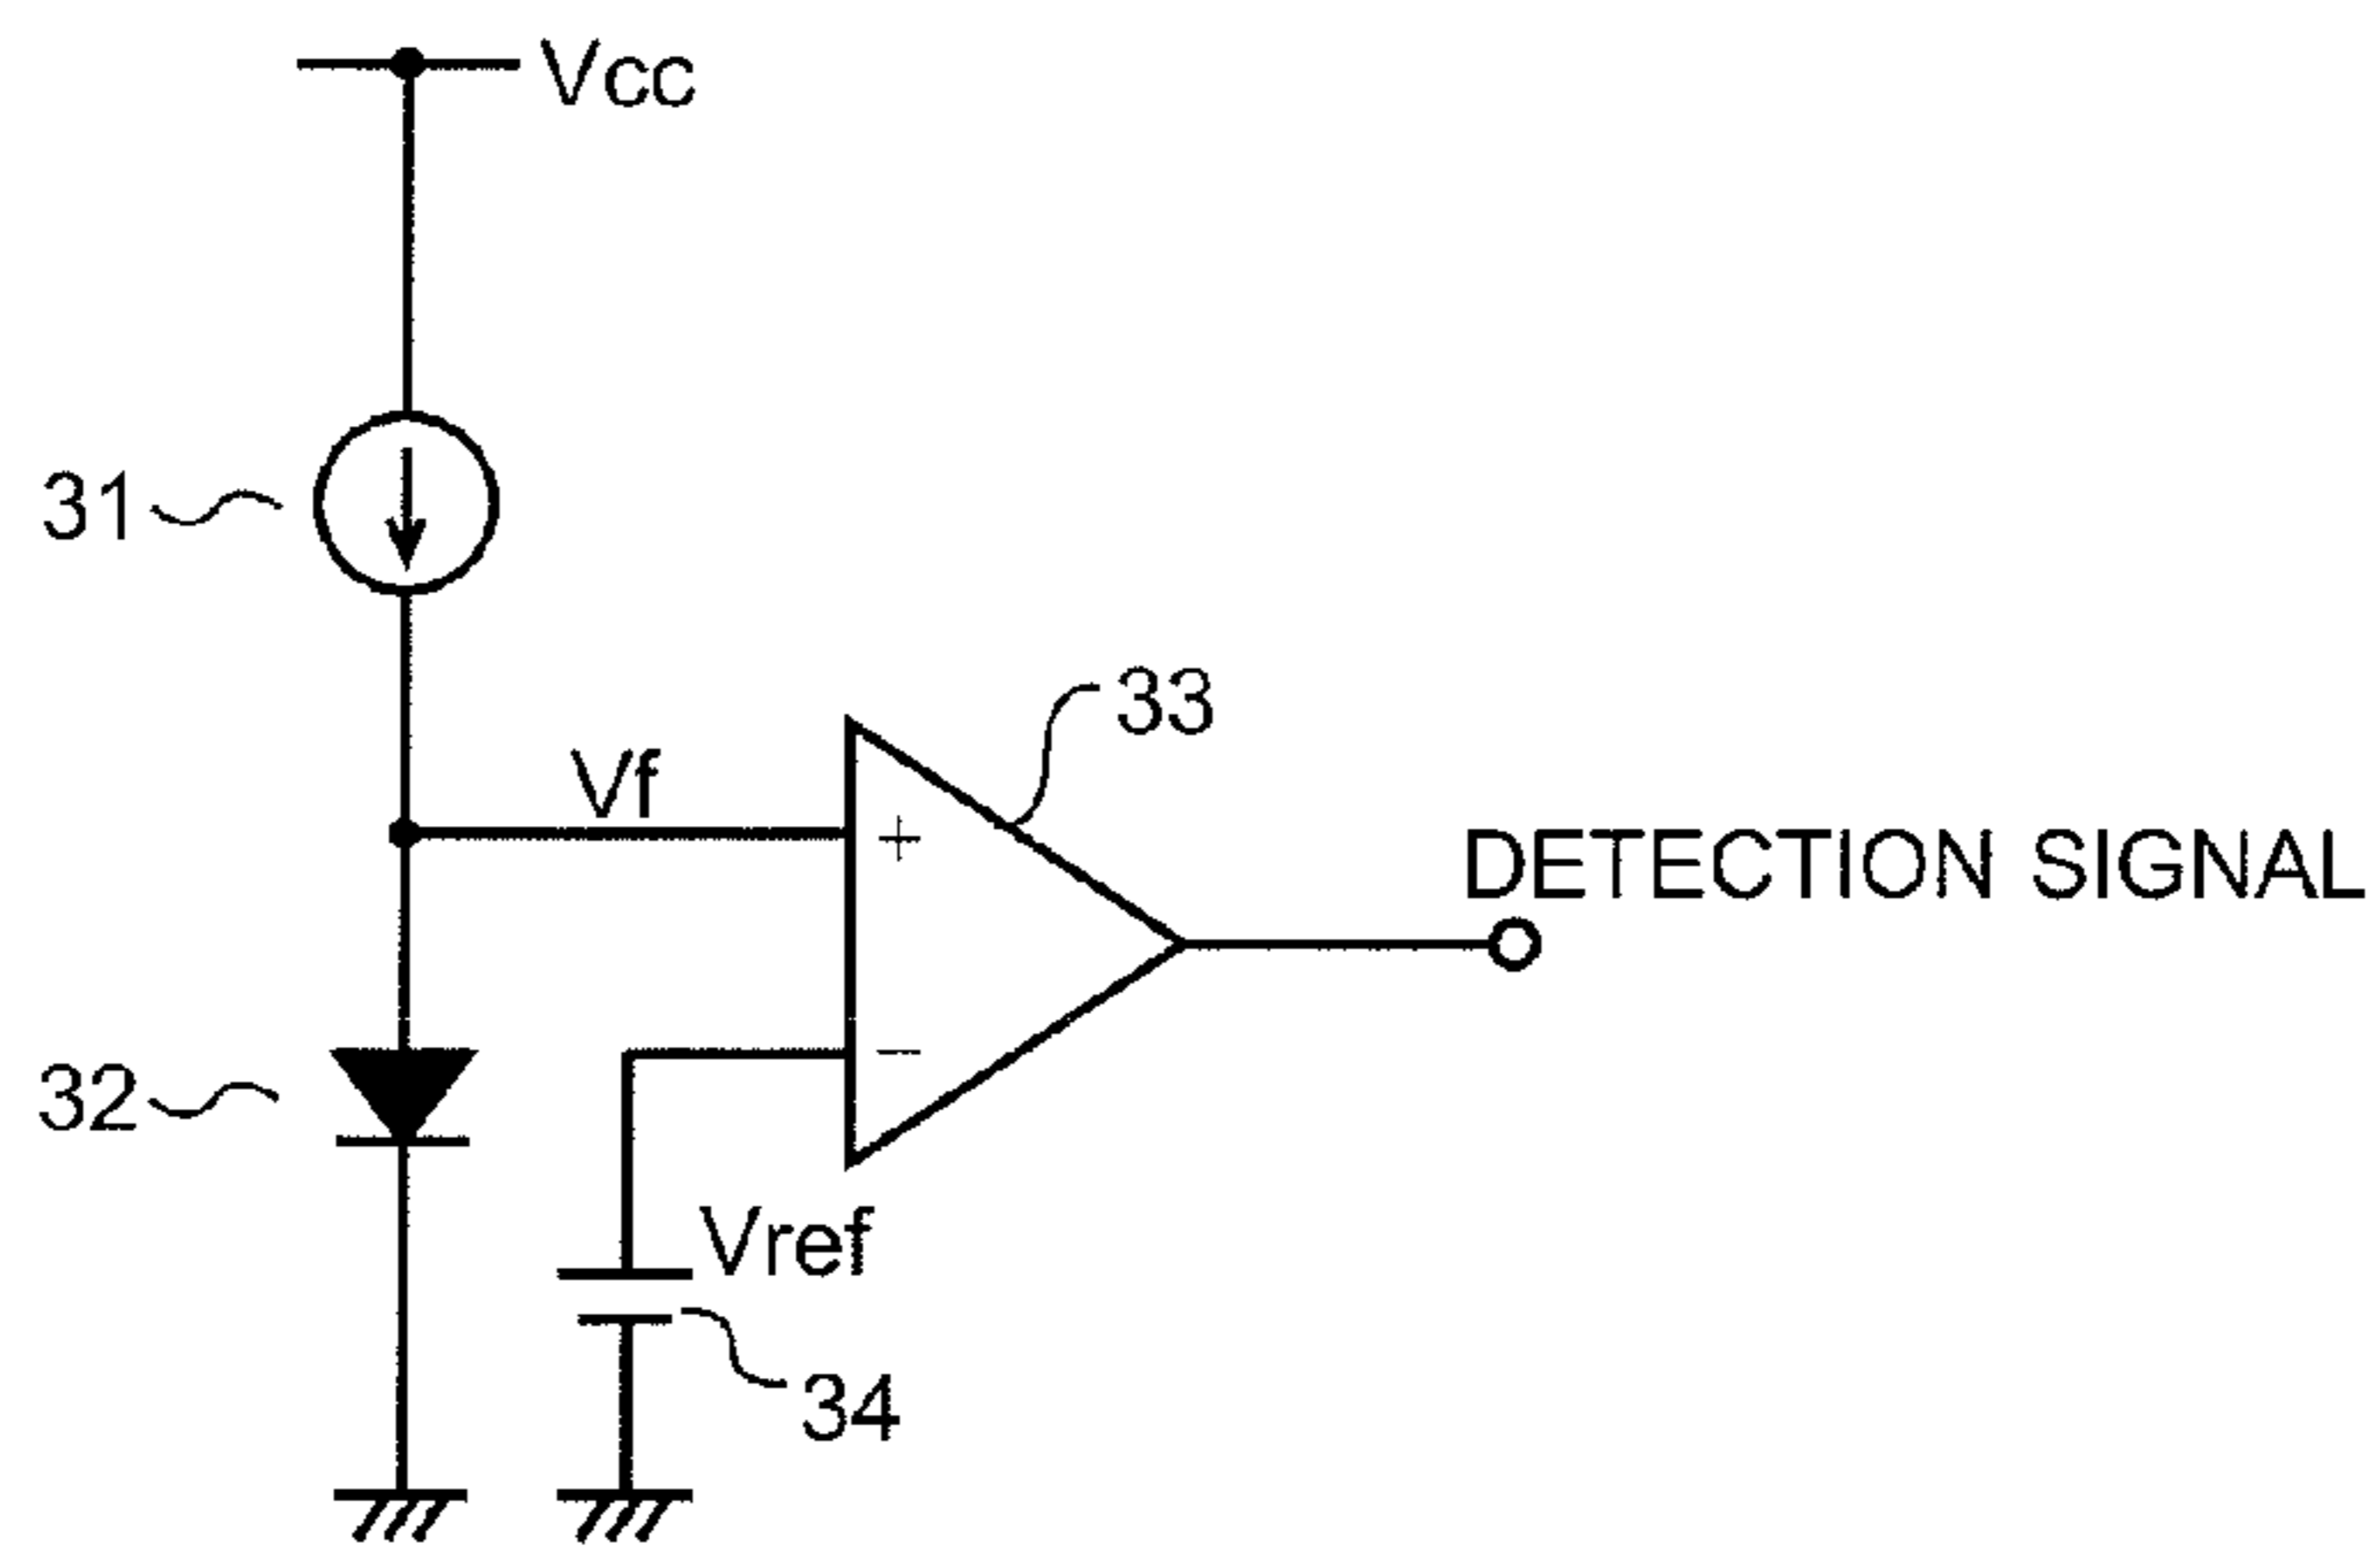 Vcc
31
33
Vf
+
DETECTION SIGNAL
−
32
Vref
34